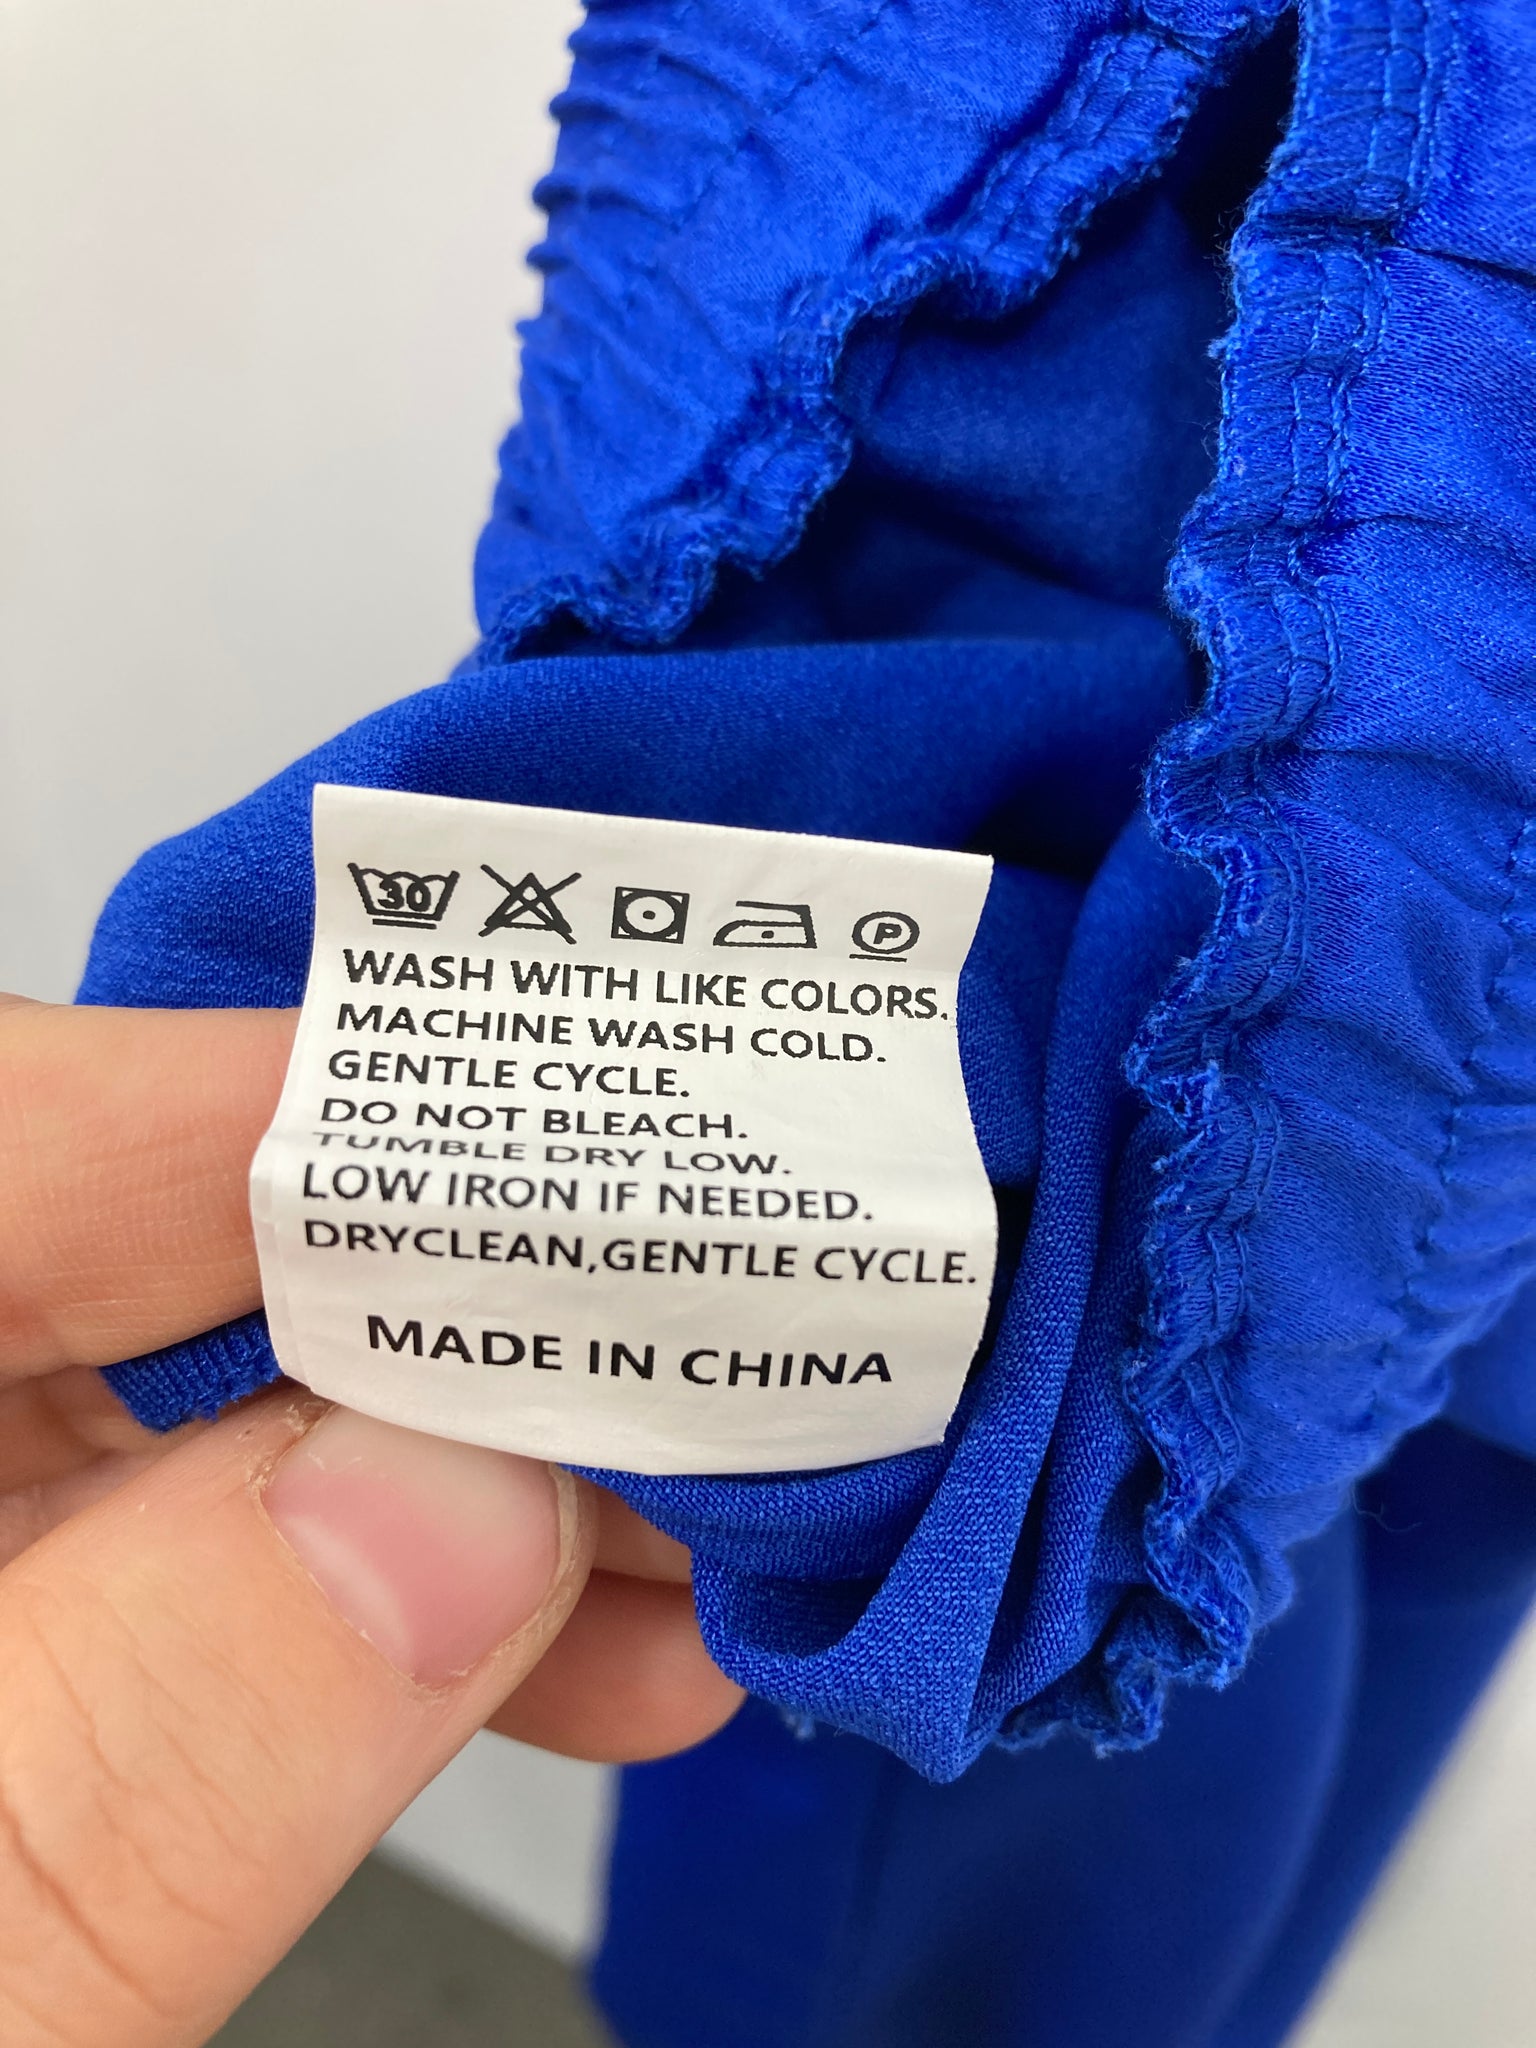 30 P
WASH WITH LIKE COLORS.
MACHINE WASH COLD.
GENTLE CYCLE.
DO NOT BLEACH.
TUMBLE DRY LOW.
LOW IRON IF NEEDED.
DRYCLEAN,GENTLE CYCLE.
MADE IN CHINA